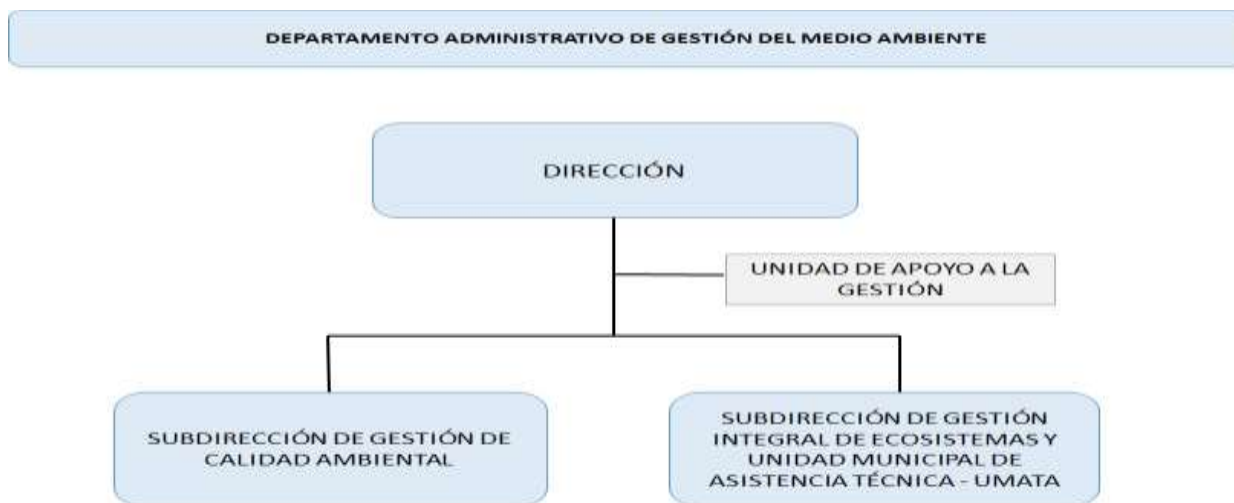 DEPARTAMENTO ADMINISTRATIVO DE GESTIÓN DEL MEDIO AMBIENTE
DIRECCIÓN
UNIDAD DE APOYO A LA
GESTIÓN
SUBDIRECCIÓN DE GESTIÓN DE
CALIDAD AMBIENTAL
SUBDIRECCIÓN DE GESTIÓN
INTEGRAL DE ECOSISTEMAS Y
UNIDAD MUNICIPAL DE
ASISTENCIA TÉCNICA - UMATA